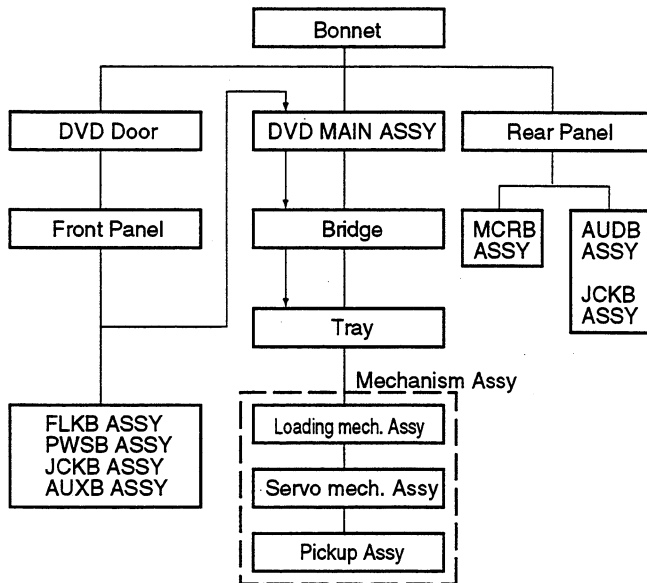 Bonnet
DVD Door
DVD MAIN ASSY
Rear Panel
Front Panel
Bridge
MCRB
ASSY
AUDB
ASSY
JCKB
ASSY
Tray
Mechanism Assy
FLKB ASSY
PWSB ASSY
JCKB ASSY
AUXB ASSY
Loading mech. Assy
Servo mech. Assy
Pickup Assy